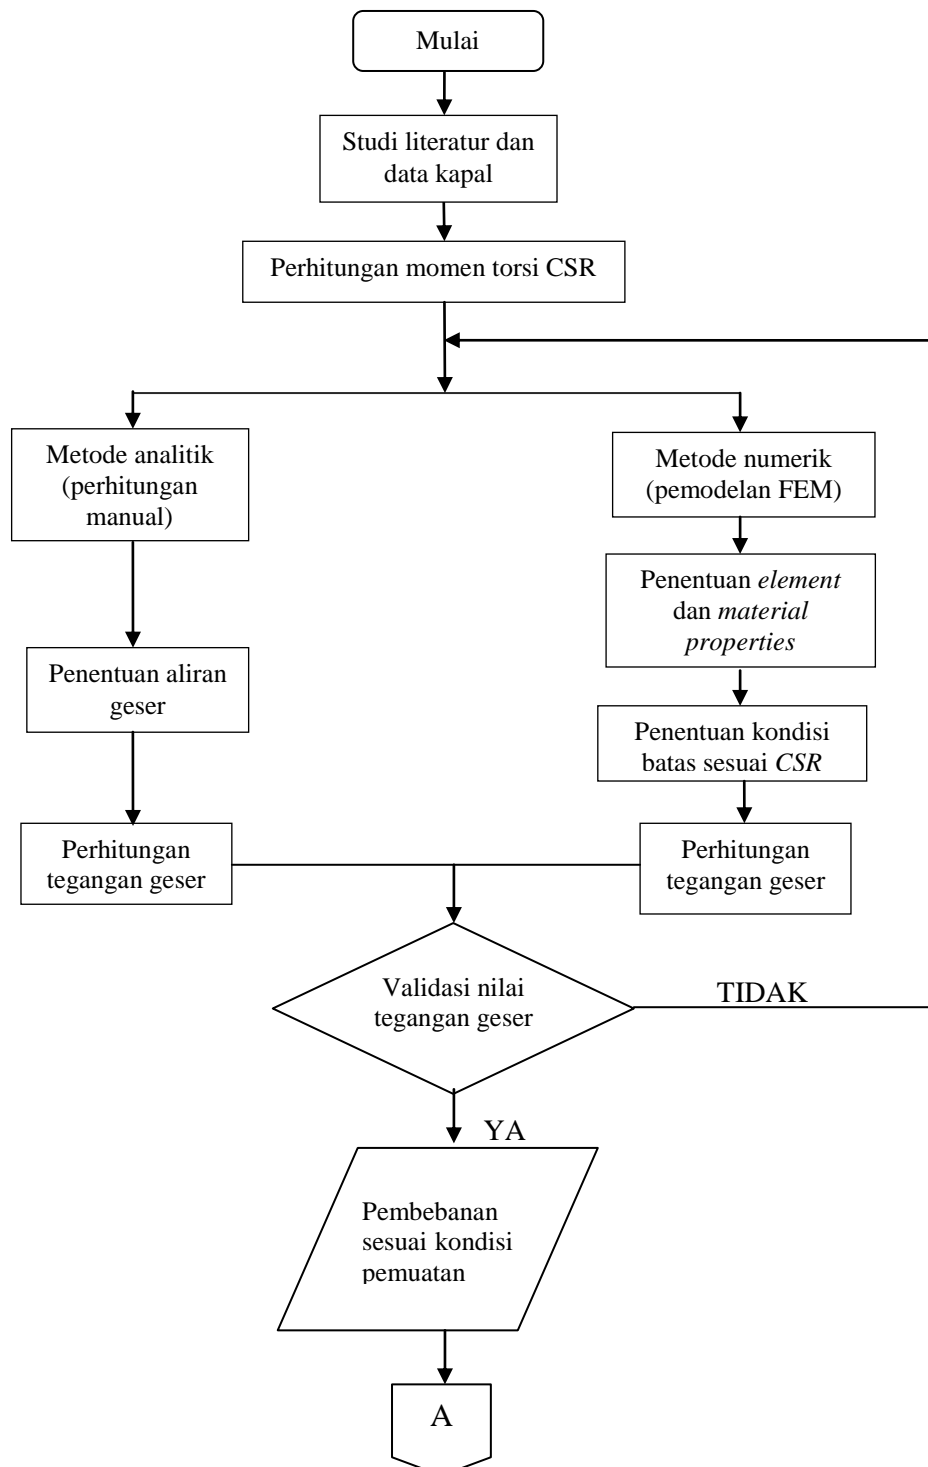 Mulai
Studi literatur dan
data kapal
Perhitungan momen torsi CSR
Metode analitik
(perhitungan
manual)
Metode numerik
(pemodelan FEM)
Penentuan element
dan material
properties
Penentuan aliran
geser
Penentuan kondisi
batas sesuai CSR
Perhitungan
tegangan geser
Perhitungan
tegangan geser
Validasi nilai
tegangan geser
TIDAK
YA
Pembebanan
sesuai kondisi
pemuatan
A